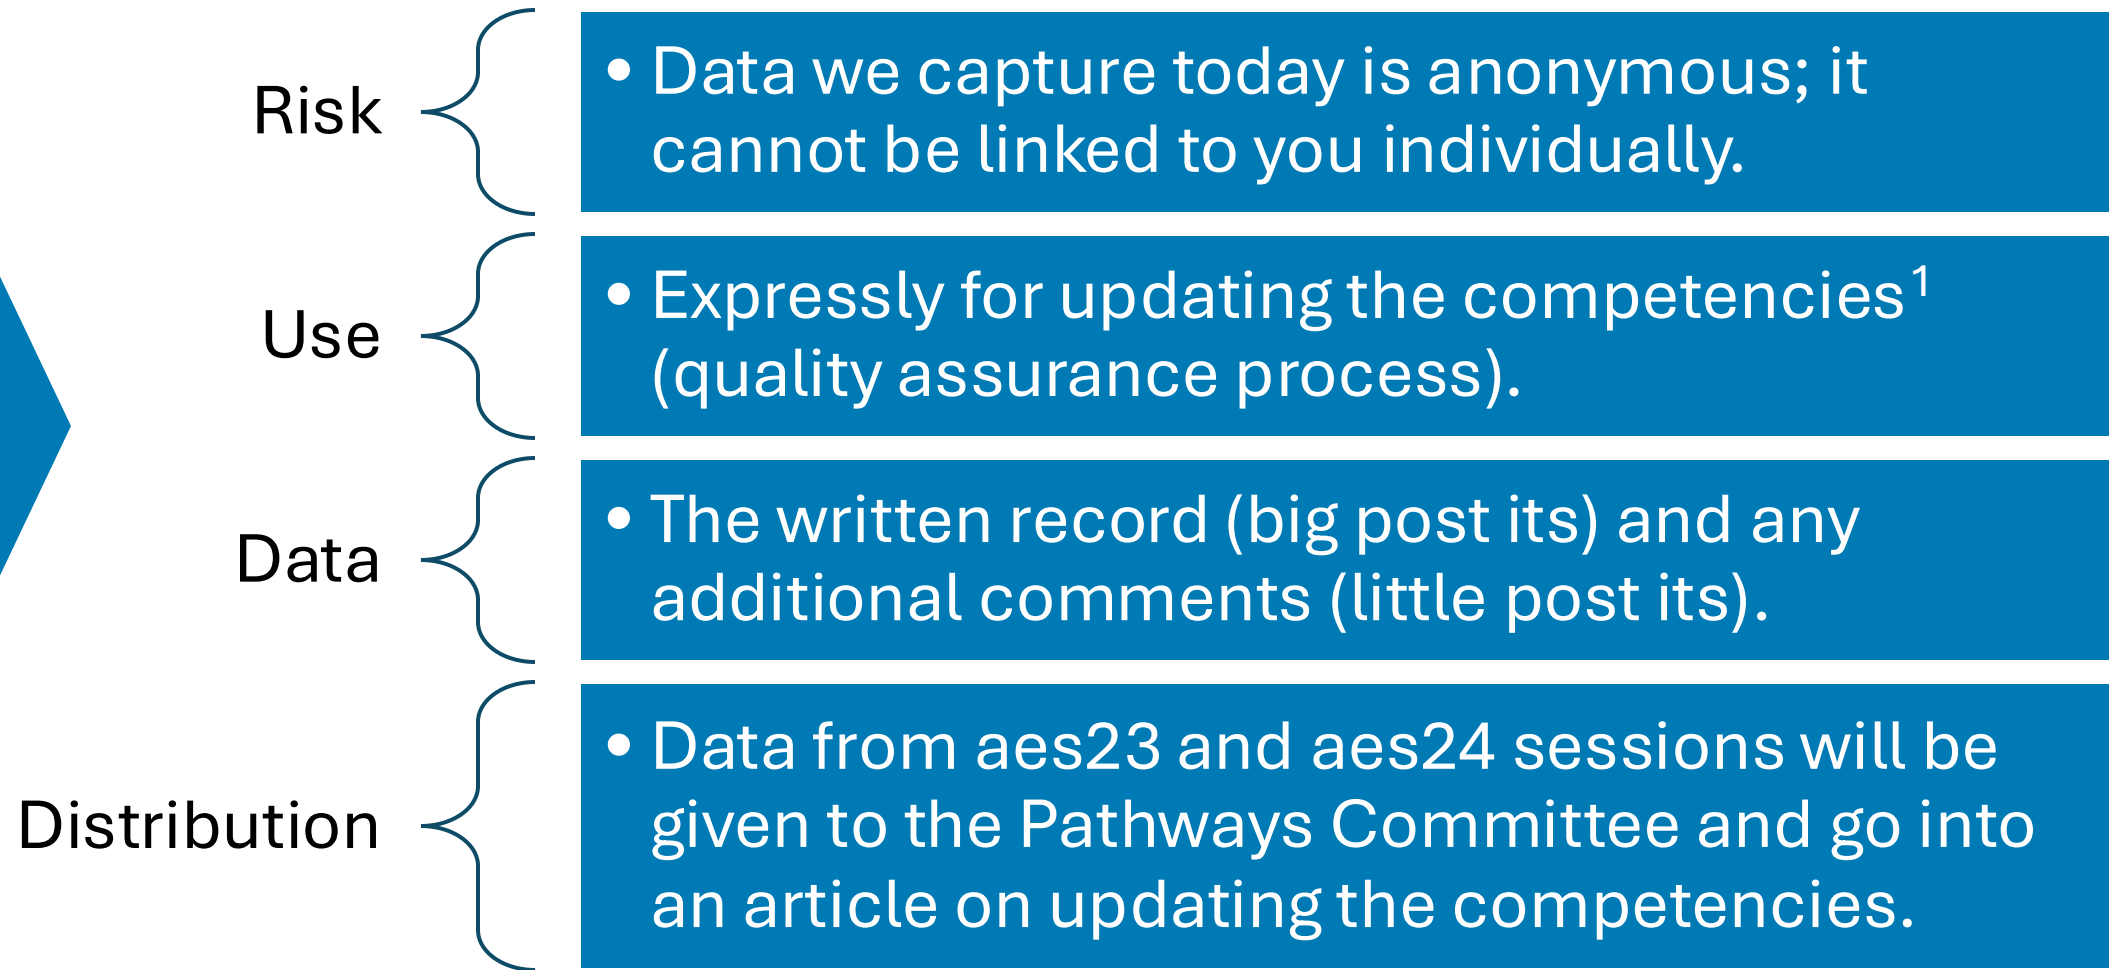 Risk
• Data we capture today is anonymous; it
cannot be linked to you individually.
Use
• Expressly for updating the competencies¹
(quality assurance process).
Data
• The written record (big post its) and any
additional comments (little post its).
Distribution
• Data from aes23 and aes24 sessions will be
given to the Pathways Committee and go into
an article on updating the competencies.